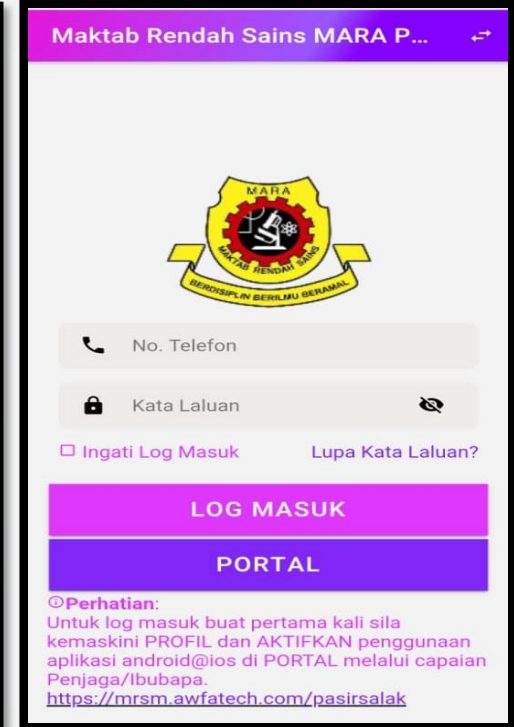 Maktab Rendah Sains MARA P...
MARA
MAKTAB RENDAH SAINS
BERDISIPLIN BERILMU BERAMAL
No. Telefon
Kata Laluan
Ingati Log Masuk Lupa Kata Laluan?
LOG MASUK
PORTAL
Perhatian:
Untuk log masuk buat pertama kali sila
kemaskini PROFIL dan AKTIFKAN penggunaan
aplikasi android@ios di PORTAL melalui capaian
Penjaga/Ibubapa.
https://mrsm.awfatech.com/pasirsalak